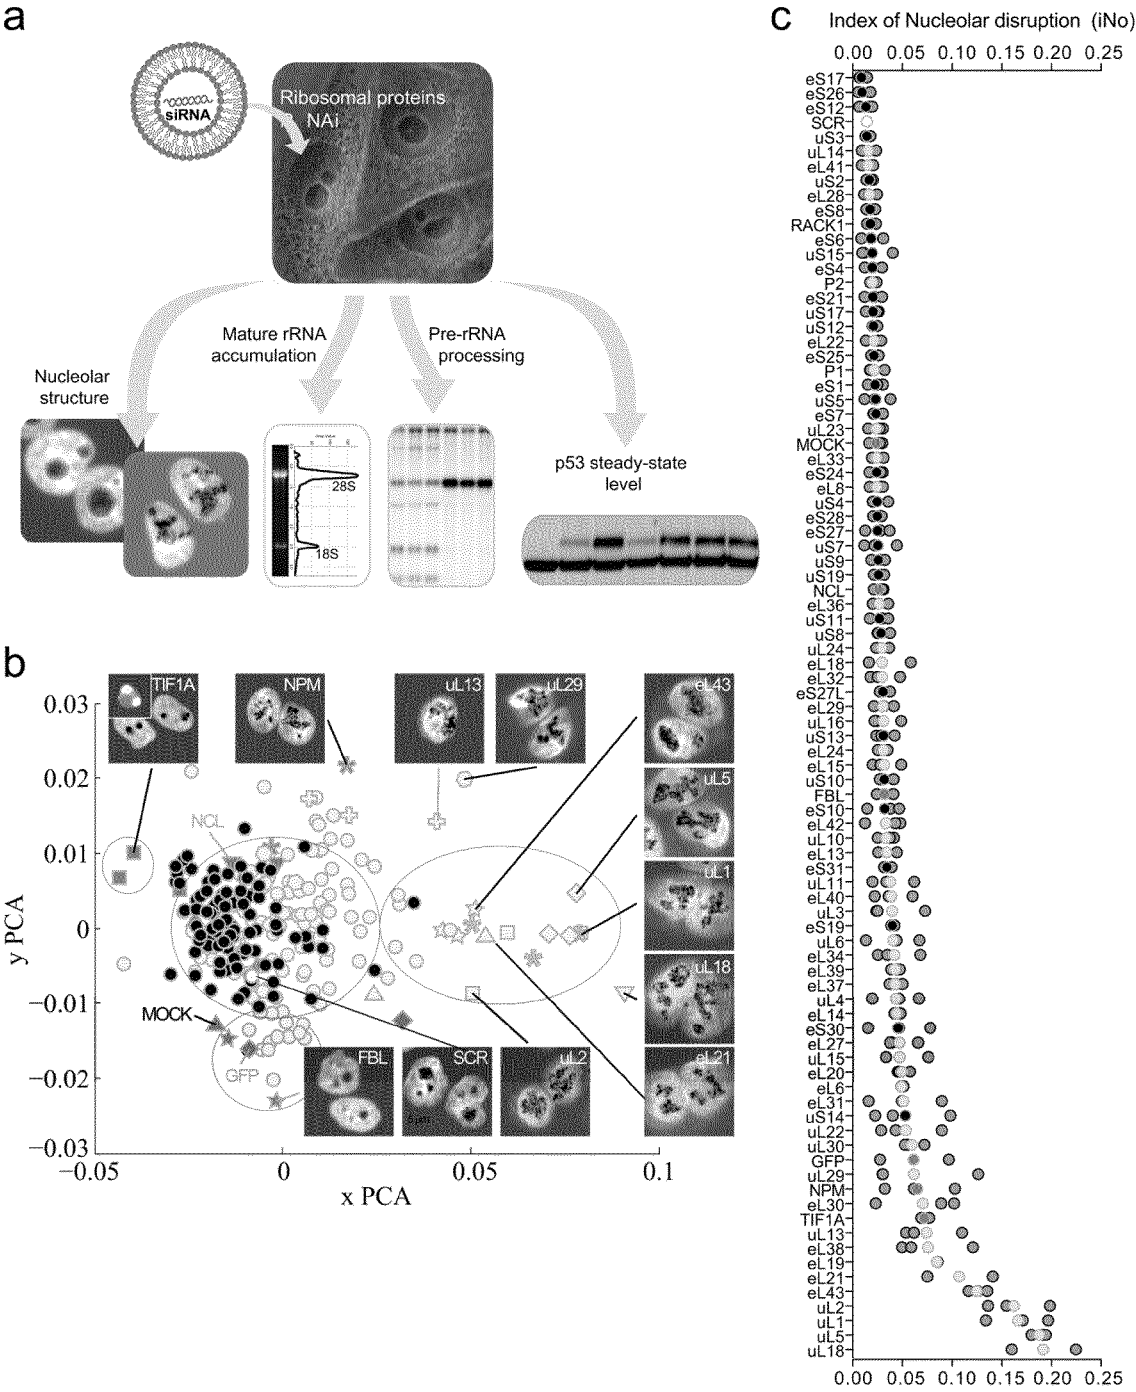 a
siRNA
Ribosomal proteins
NAi
Mature rRNA
accumulation
Pre-rRNA
processing
Nucleolar
structure
28S
18S
p53 steady-state
level
b
0.03
0.02
0.01
0
−0.01
−0.02
−0.03
y PCA
−0.05
0
0.05
0.1
x PCA
TIF1A
NPM
uL13
uL29
eL43
uL5
uL1
uL18
eL21
uL2
SCR
FBL
NCL
MOCK
GFP
c
Index of Nucleolar disruption (iNo)
0.00 0.05 0.10 0.15 0.20 0.25
eS17
eS26
eS12
SCR
uS3
uL14
eL41
uS2
eL28
eS8
RACK1
eS6
uS15
eS4
P2
eS21
uS17
uS12
eL22
eS25
P1
eS1
uS5
eS7
uL23
MOCK
eL33
eS24
eL8
uS4
eS28
eS27
uS7
uS9
uS19
NCL
eL36
uS11
uS8
uL24
eL18
eL32
eS27L
eL29
uL16
uS13
eL24
eL15
uS10
FBL
eS10
eL42
uL10
eL13
eS31
uL11
eL40
uL3
eS19
uL6
eL34
eL39
eL37
uL4
eL14
eS30
eL27
uL15
eL20
eL6
eL31
uS14
uL22
uL30
GFP
uL29
NPM
eL30
TIF1A
uL13
eL38
eL19
eL21
eL43
uL2
uL1
uL5
uL18
0.00 0.05 0.10 0.15 0.20 0.25